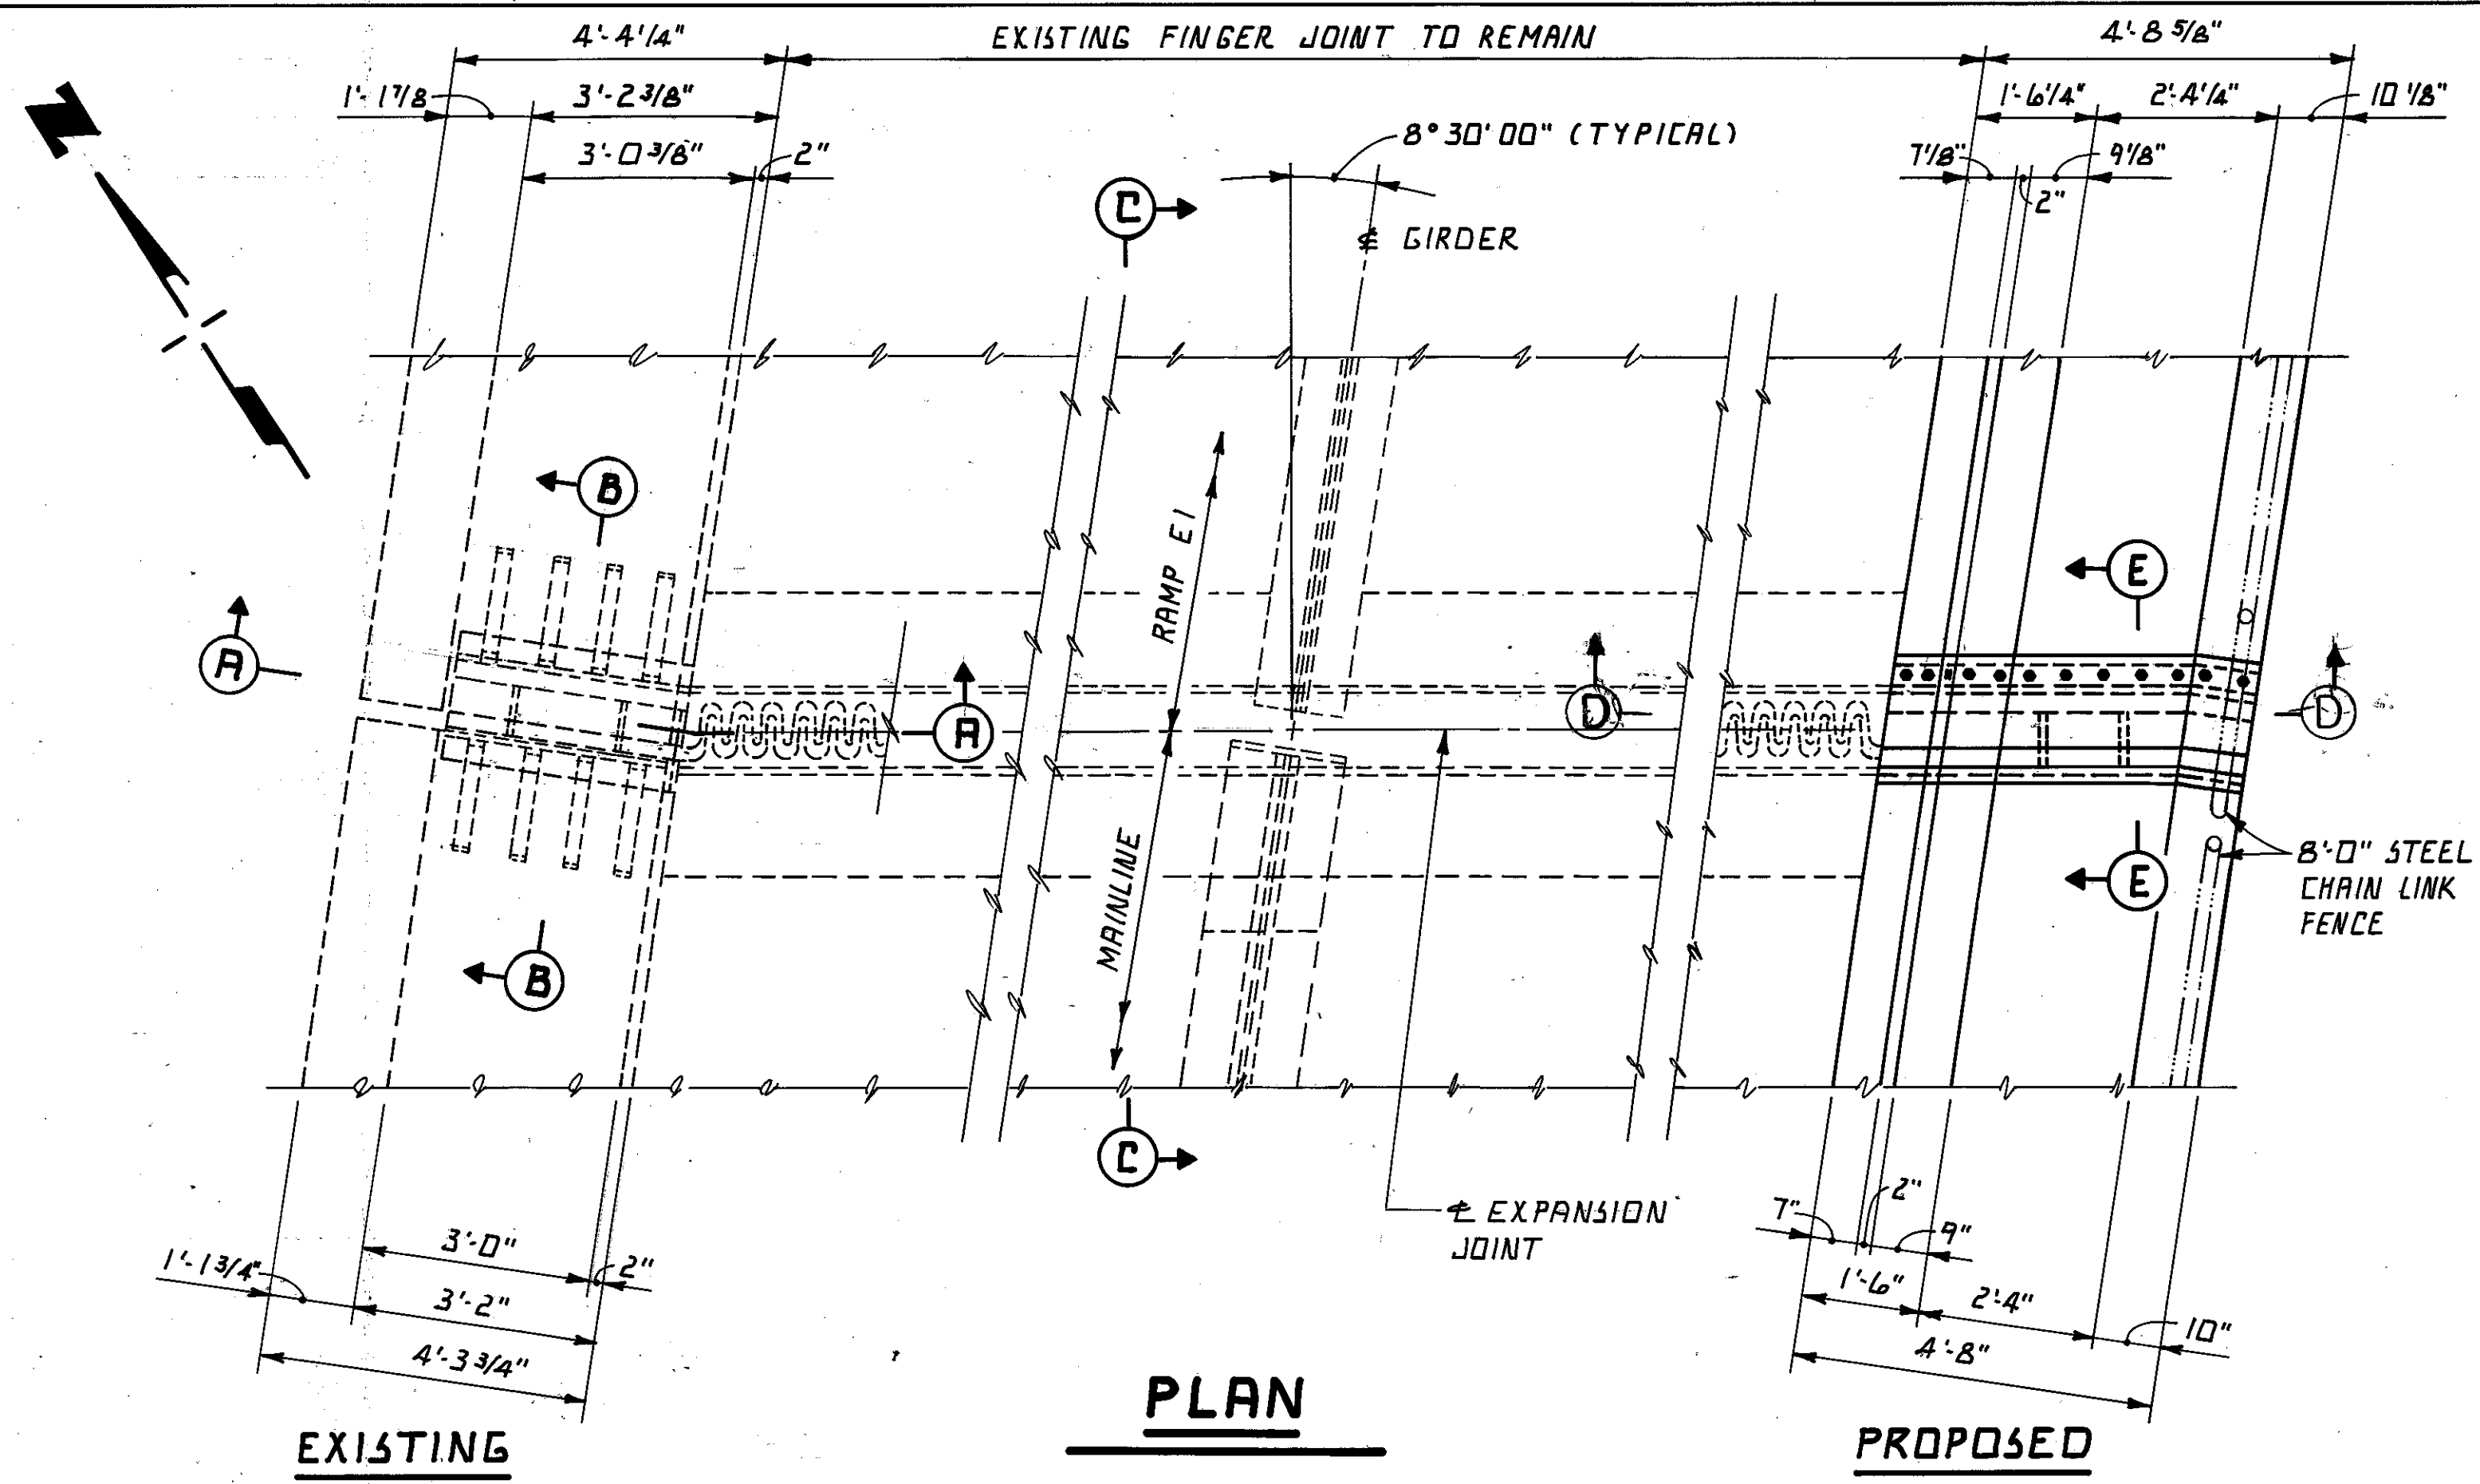 4'-4 1/4"
EXISTING FINGER JOINT TO REMAIN
4'-8 5/8"
1'-1 7/8
3'-2 3/8"
1'-6 1/4"
2'-4 1/4"
10 1/8"
3'-0 3/8"
2"
8°30'00" (TYPICAL)
7 1/8"
9 1/8"
2"
N
C
℄ GIRDER
B
E
RAMP E1
A
A
D
D
MAINLINE
8'-0" STEEL
CHAIN LINK
FENCE
E
B
C
℄ EXPANSION
JOINT
7"
2"
9"
3'-0"
2"
1'-1 3/4"
3'-2"
4'-3 3/4"
1'-6"
2'-4"
10"
4'-8"
PLAN
EXISTING
PROPOSED